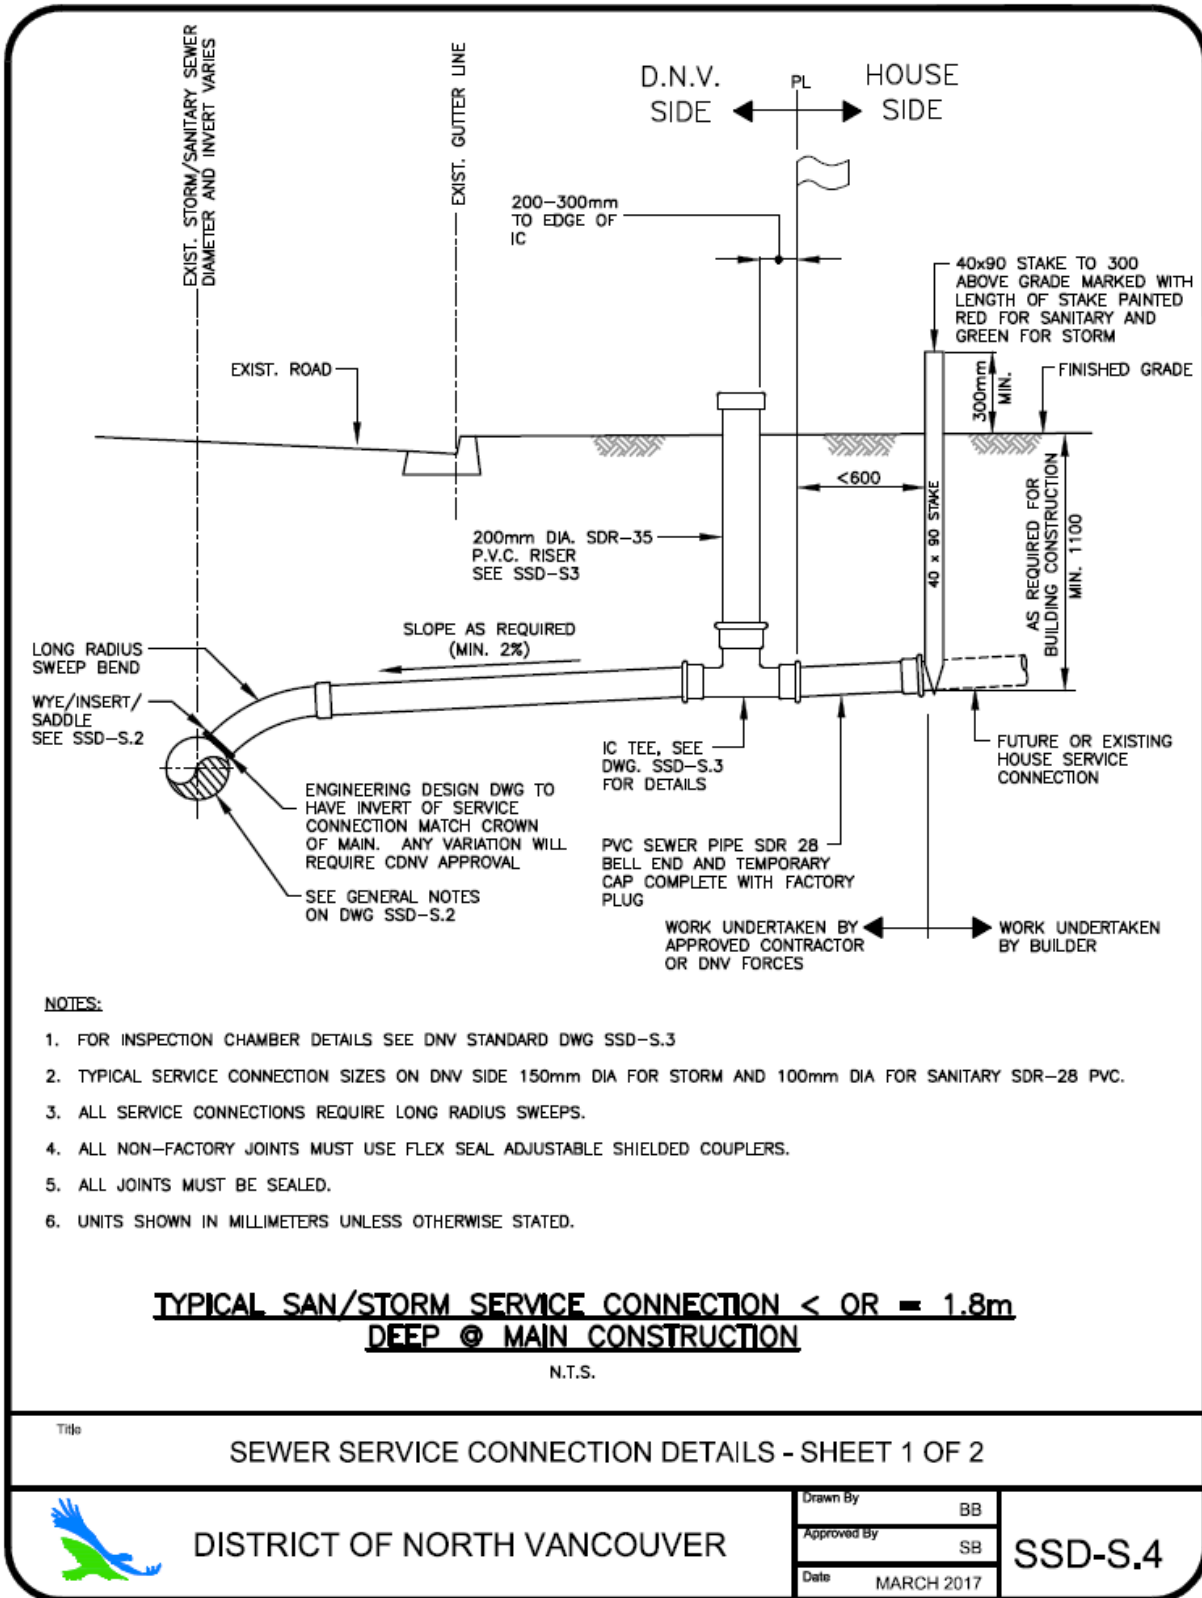 EXIST. STORM/SANITARY SEWER
DIAMETER AND INVERT VARIES
EXIST. GUTTER LINE
D.N.V.
SIDE
PL
HOUSE
SIDE
200-300mm
TO EDGE OF
IC
40x90 STAKE TO 300
ABOVE GRADE MARKED WITH
LENGTH OF STAKE PAINTED
RED FOR SANITARY AND
GREEN FOR STORM
EXIST. ROAD
300mm
MIN.
FINISHED GRADE
<600
40 x 90 STAKE
AS REQUIRED FOR
BUILDING CONSTRUCTION
MIN. 1100
200mm DIA. SDR-35
P.V.C. RISER
SEE SSD-S3
SLOPE AS REQUIRED
(MIN. 2%)
LONG RADIUS
SWEEP BEND
WYE/INSERT/
SADDLE
SEE SSD-S.2
IC TEE, SEE
DWG. SSD-S.3
FOR DETAILS
FUTURE OR EXISTING
HOUSE SERVICE
CONNECTION
ENGINEERING DESIGN DWG TO
HAVE INVERT OF SERVICE
CONNECTION MATCH CROWN
OF MAIN. ANY VARIATION WILL
REQUIRE CDNV APPROVAL
PVC SEWER PIPE SDR 28
BELL END AND TEMPORARY
CAP COMPLETE WITH FACTORY
PLUG
SEE GENERAL NOTES
ON DWG SSD-S.2
WORK UNDERTAKEN BY
APPROVED CONTRACTOR
OR DNV FORCES
WORK UNDERTAKEN
BY BUILDER
NOTES:
1. FOR INSPECTION CHAMBER DETAILS SEE DNV STANDARD DWG SSD-S.3
2. TYPICAL SERVICE CONNECTION SIZES ON DNV SIDE 150mm DIA FOR STORM AND 100mm DIA FOR SANITARY SDR-28 PVC.
3. ALL SERVICE CONNECTIONS REQUIRE LONG RADIUS SWEEPS.
4. ALL NON-FACTORY JOINTS MUST USE FLEX SEAL ADJUSTABLE SHIELDED COUPLERS.
5. ALL JOINTS MUST BE SEALED.
6. UNITS SHOWN IN MILLIMETERS UNLESS OTHERWISE STATED.
TYPICAL SAN/STORM SERVICE CONNECTION < OR = 1.8m
DEEP @ MAIN CONSTRUCTION
N.T.S.
Title
SEWER SERVICE CONNECTION DETAILS - SHEET 1 OF 2
DISTRICT OF NORTH VANCOUVER
Drawn By BB
Approved By SB
Date MARCH 2017
SSD-S.4